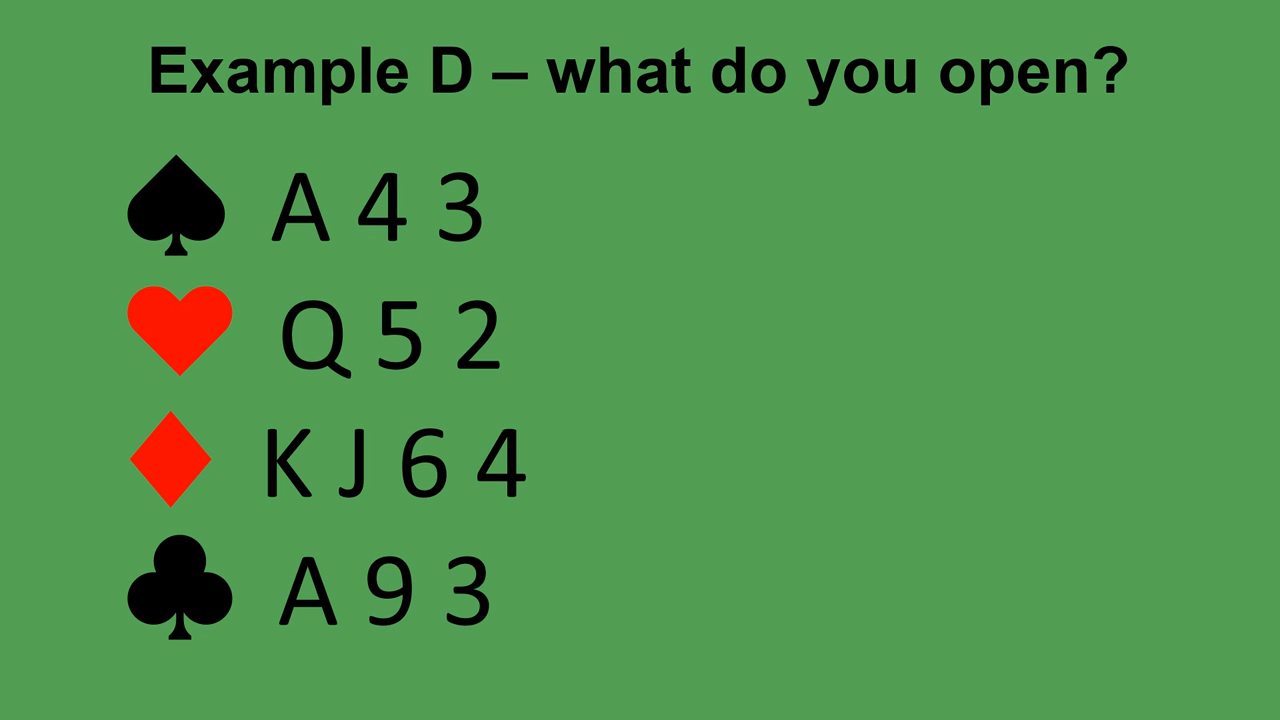 Example D – what do you open?
♠ A 4 3
♥ Q 5 2
♦ K J 6 4
♣ A 9 3